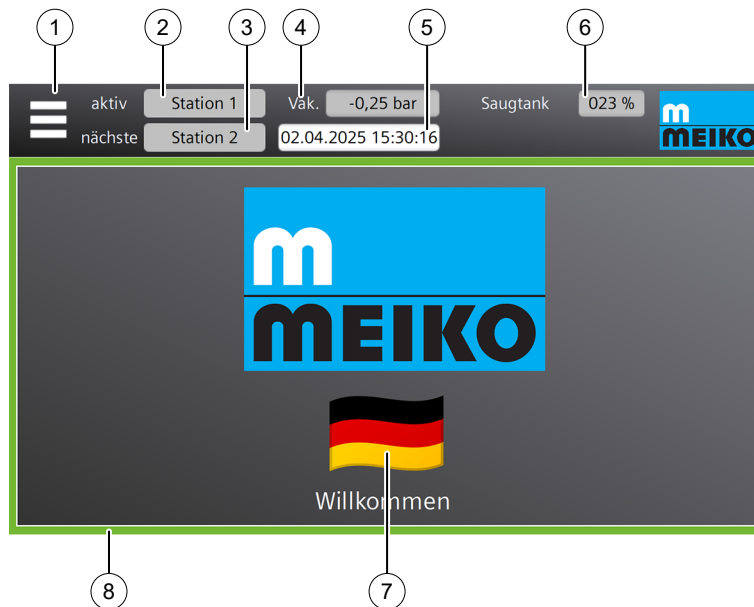 1 2 3 4 5 6
aktiv Station 1 Vak. -0,25 bar Saugtank 023 %
nächste Station 2 02.04.2025 15:30:16
m
MEIKO
m
MEIKO
Willkommen
8 7